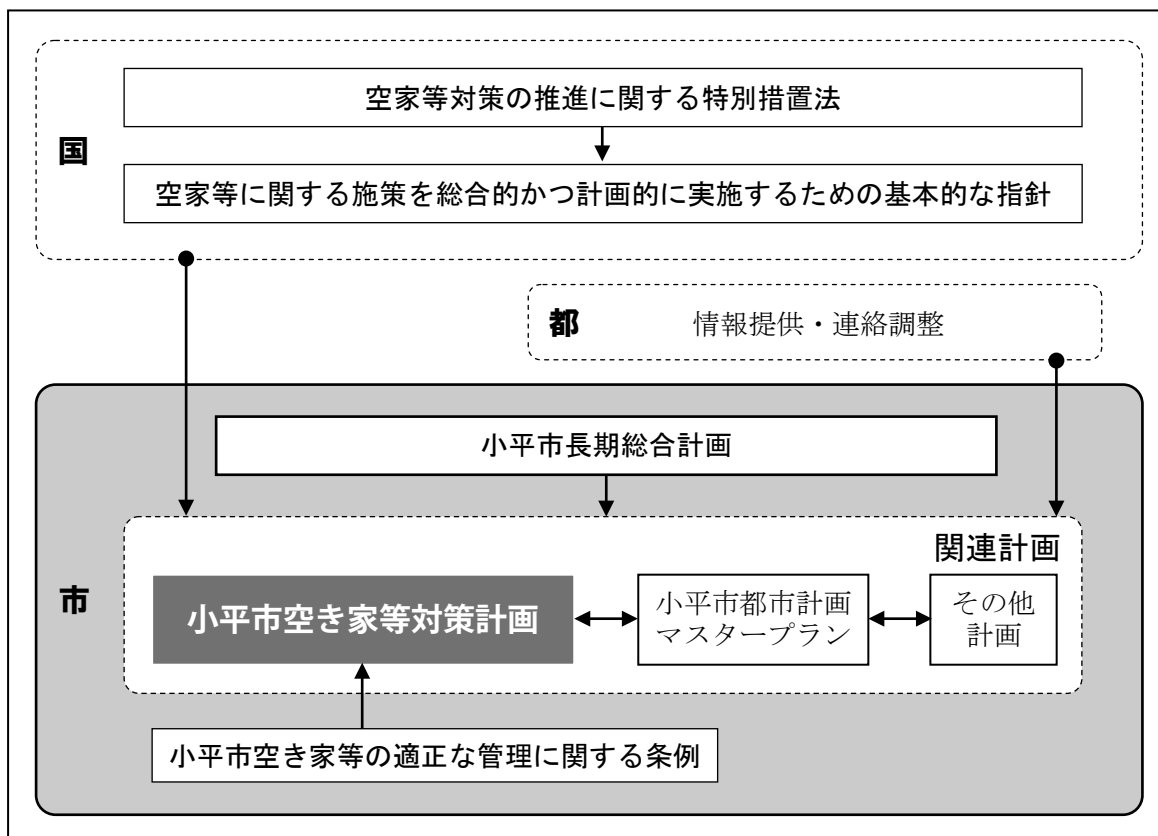 空家等対策の推進に関する特別措置法
国
空家等に関する施策を総合的かつ計画的に実施するための基本的な指針
都
情報提供・連絡調整
小平市長期総合計画
関連計画
市
小平市空き家等対策計画
小平市都市計画
マスタープラン
その他
計画
小平市空き家等の適正な管理に関する条例